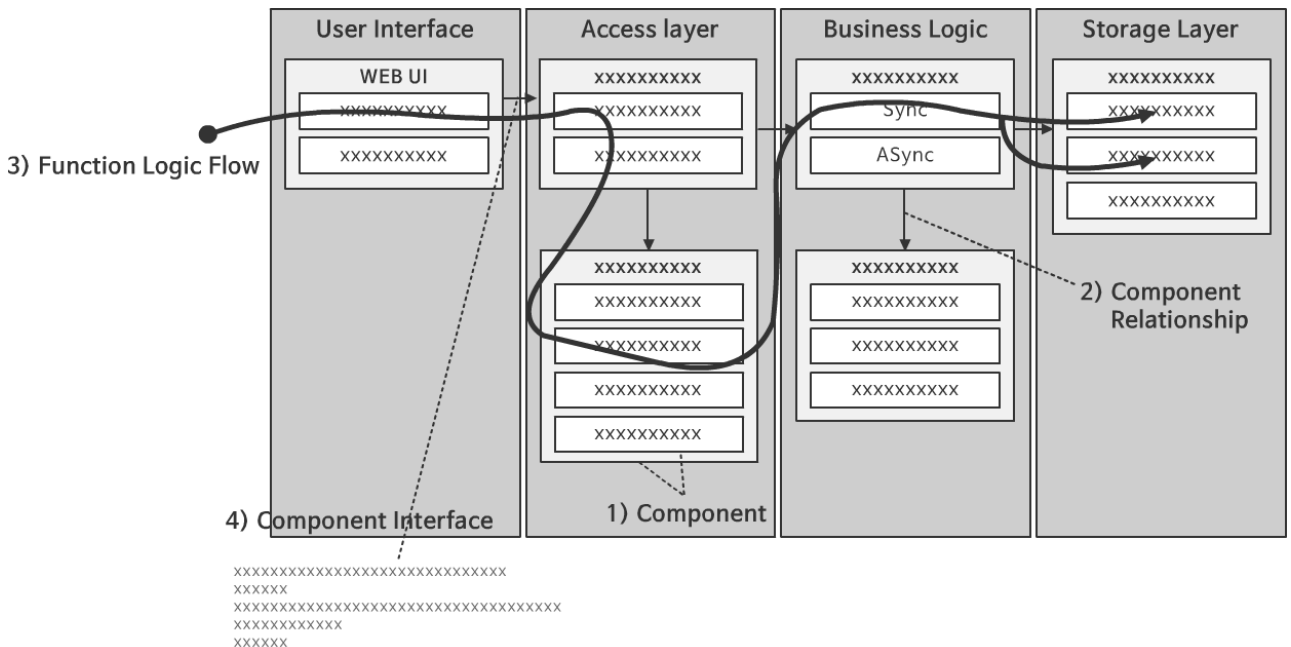 User Interface
Access layer
Business Logic
Storage Layer
WEB UI
xxxxxxxxxx
xxxxxxxxxx
xxxxxxxxxx
xxxxxxxxxx
xxxxxxxxxx
xxxxxxxxxx
Sync
xxxxxxxxxx
xxxxxxxxxx
xxxxxxxxxx
ASync
xxxxxxxxxx
xxxxxxxxxx
3) Function Logic Flow
xxxxxxxxxx
xxxxxxxxxx
xxxxxxxxxx
xxxxxxxxxx
xxxxxxxxxx
xxxxxxxxxx
xxxxxxxxxx
xxxxxxxxxx
xxxxxxxxxx
2) Component
Relationship
1) Component
4) Component Interface
xxxxxxxxxxxxxxxxxxxxxxxxxxxxxx
xxxxxx
xxxxxxxxxxxxxxxxxxxxxxxxxxxxxxxxxxxx
xxxxxxxxxxxx
xxxxxx